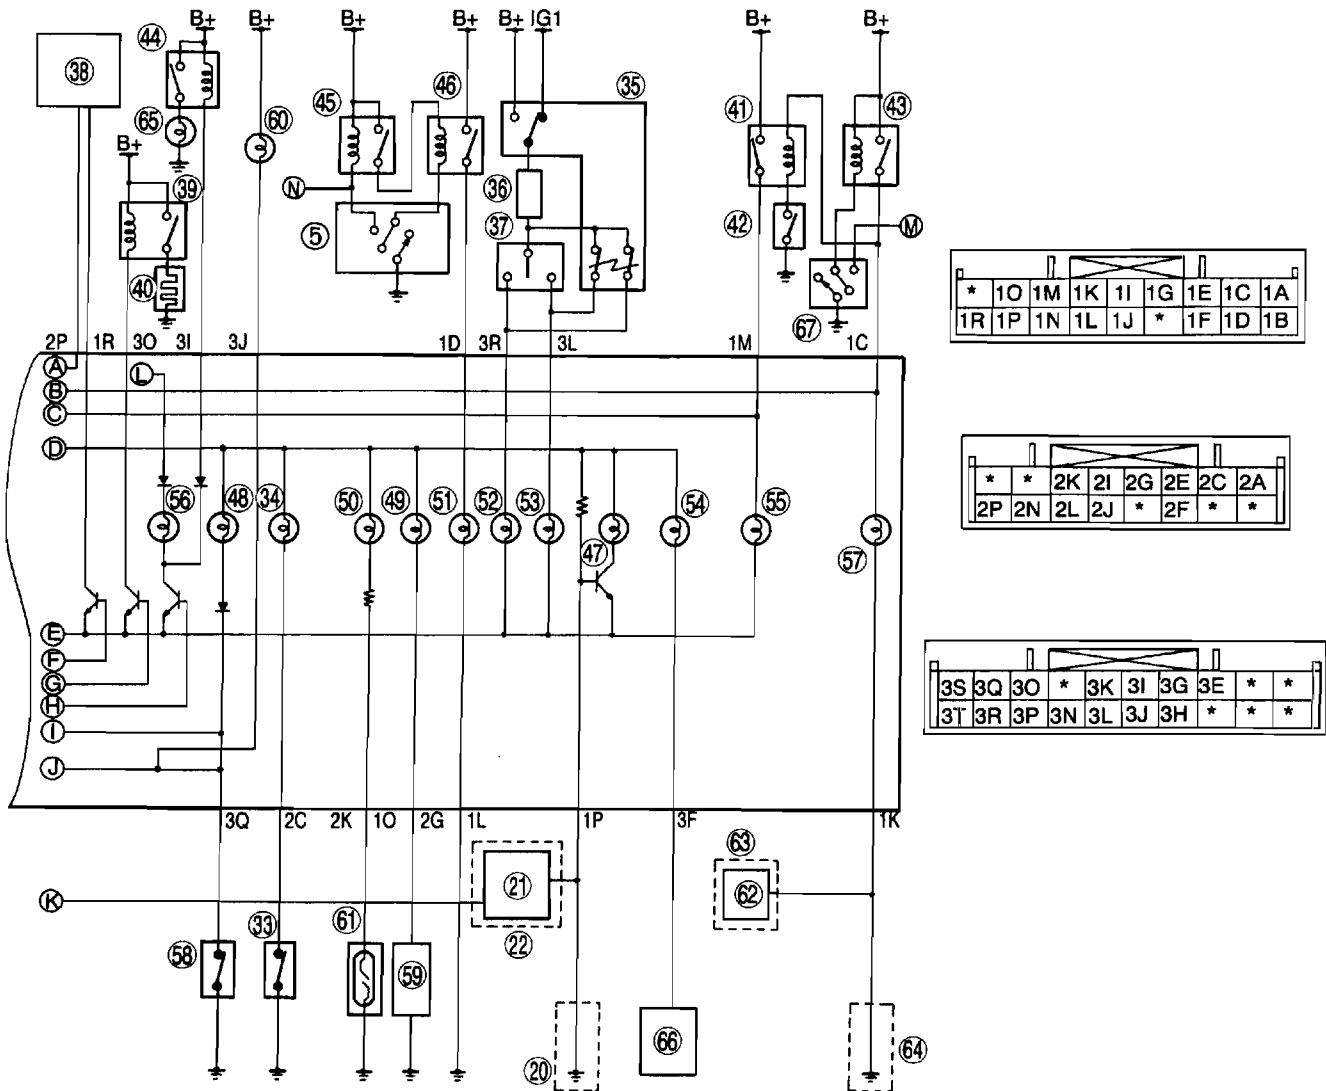 B+ B+ B+ B+ B+ IG1 B+ B+
44
38
46
35
45
41
43
65
60
B+
39
36
N
42
M
5
37
40
67
2P 1R 3O 3I 3J 1D 3R 3L 1M 1C
A
L
B
C
D
56 48 34 50 49 51 52 53 54 55
47
57
E
F
G
H
I
J
3Q 2C 2K 1O 2G 1L 1P 3F 1K
63
21
62
K
33
61
22
58
59
66
64
20
* 1O 1M 1K 1I 1G 1E 1C 1A
1R 1P 1N 1L 1J * 1F 1D 1B
* * 2K 2I 2G 2E 2C 2A
2P 2N 2L 2J * 2F * *
3S 3Q 3O * 3K 3I 3G 3E * *
3T 3R 3P 3N 3L 3J 3H * * *